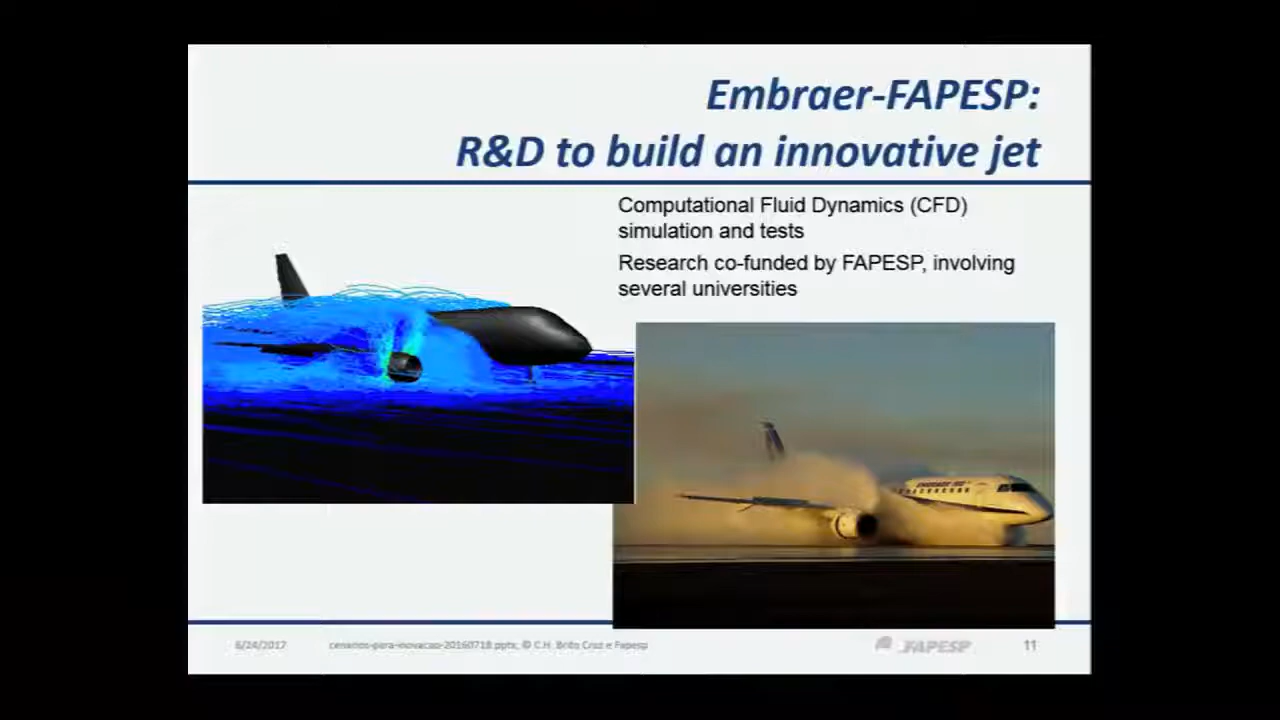 Embraer-FAPESP:
R&D to build an innovative jet
Computational Fluid Dynamics (CFD)
simulation and tests
Research co-funded by FAPESP, involving
several universities
6/24/2017
cenarios-para-inovacao-20160718.pptx; © C.H. Brito Cruz e Fapesp
FAPESP
11